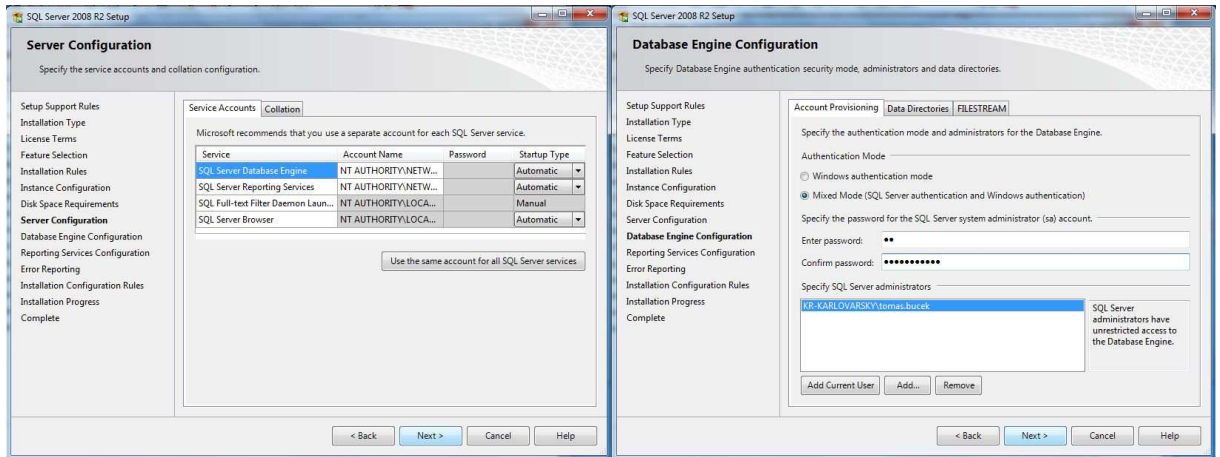 SQL Server 2008 R2 Setup
Server Configuration
Specify the service accounts and collation configuration.
Setup Support Rules
Installation Type
License Terms
Feature Selection
Installation Rules
Instance Configuration
Disk Space Requirements
Server Configuration
Database Engine Configuration
Reporting Services Configuration
Error Reporting
Installation Configuration Rules
Installation Progress
Complete
Service Accounts Collation
Microsoft recommends that you use a separate account for each SQL Server service.
Service Account Name Password Startup Type
SQL Server Database Engine NT AUTHORITY\NETW... Automatic
SQL Server Reporting Services NT AUTHORITY\NETW... Automatic
SQL Full-text Filter Daemon Laun... NT AUTHORITY\LOCA... Manual
SQL Server Browser NT AUTHORITY\LOCA... Automatic
Use the same account for all SQL Server services
< Back Next > Cancel Help
SQL Server 2008 R2 Setup
Database Engine Configuration
Specify Database Engine authentication security mode, administrators and data directories.
Setup Support Rules
Installation Type
License Terms
Feature Selection
Installation Rules
Instance Configuration
Disk Space Requirements
Server Configuration
Database Engine Configuration
Reporting Services Configuration
Error Reporting
Installation Configuration Rules
Installation Progress
Complete
Account Provisioning Data Directories FILESTREAM
Specify the authentication mode and administrators for the Database Engine.
Authentication Mode
Windows authentication mode
Mixed Mode (SQL Server authentication and Windows authentication)
Specify the password for the SQL Server system administrator (sa) account.
Enter password: ●●
Confirm password: ●●●●●●●●●●●
Specify SQL Server administrators
KR-KARLOVARSKY\tomas.bucek
SQL Server
administrators have
unrestricted access to
the Database Engine.
Add Current User Add... Remove
< Back Next > Cancel Help